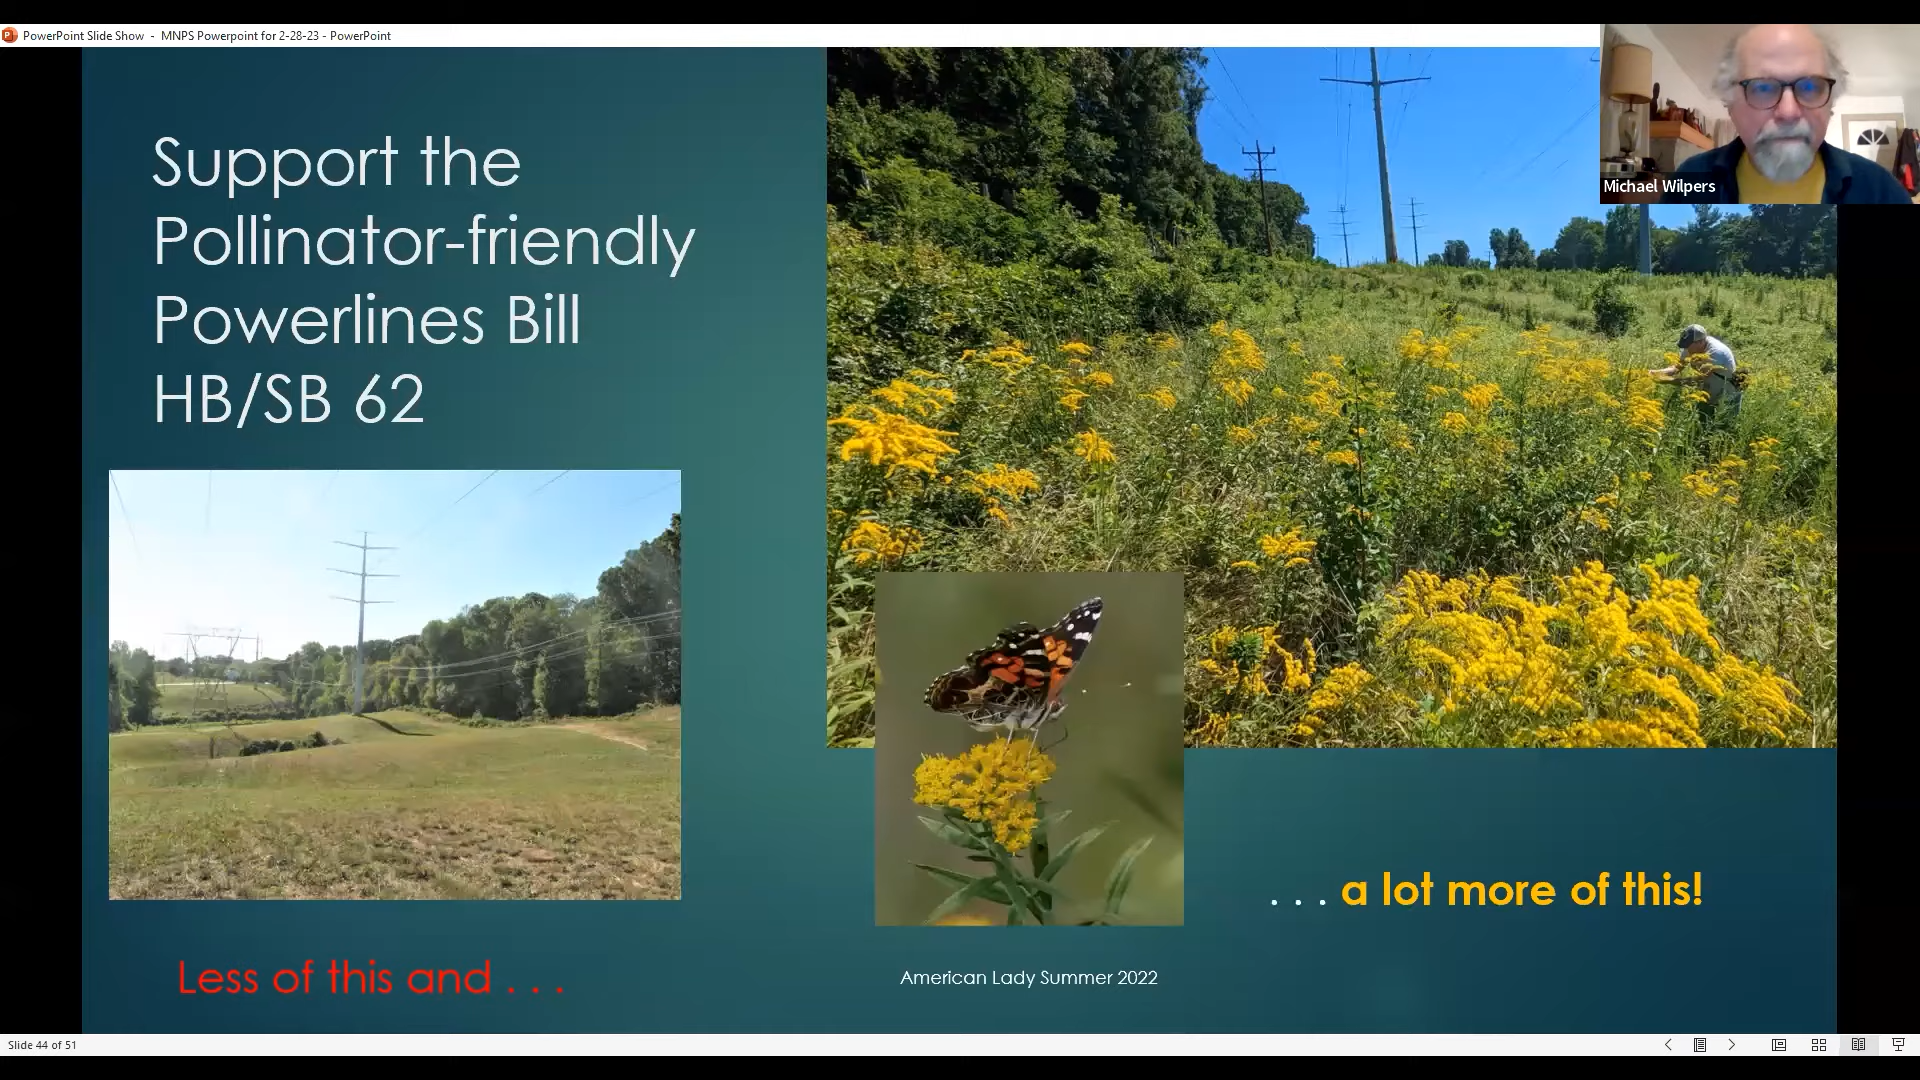 PowerPoint Slide Show - MNPS Powerpoint for 2-28-23 - PowerPoint
Michael Wilpers
Support the
Pollinator-friendly
Powerlines Bill
HB/SB 62
. . . a lot more of this!
Less of this and . . .
American Lady Summer 2022
Slide 44 of 51